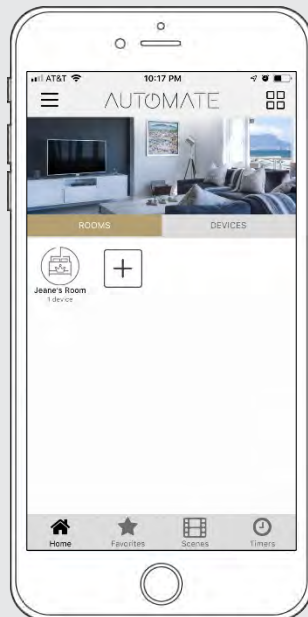 AT&T 10:17 PM
AUTOMATE
ROOMS DEVICES
Jeane's Room
1 device
Home Favorites Scenes Timers